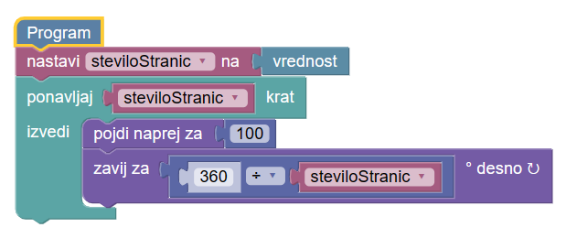 Program
nastavi steviloStranic na vrednost
ponavljaj steviloStranic krat
izvedi pojdi naprej za 100
zavij za 360 ÷ steviloStranic ° desno ↻